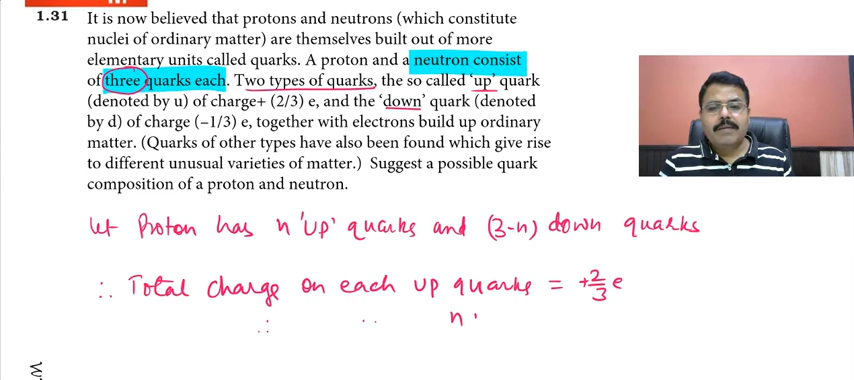 1.31 It is now believed that protons and neutrons (which constitute
nuclei of ordinary matter) are themselves built out of more
elementary units called quarks. A proton and a neutron consist
of three quarks each. Two types of quarks, the so called ‘up’ quark
(denoted by u) of charge+ (2/3) e, and the ‘down’ quark (denoted
by d) of charge (–1/3) e, together with electrons build up ordinary
matter. (Quarks of other types have also been found which give rise
to different unusual varieties of matter.) Suggest a possible quark
composition of a proton and neutron.
let Proton has n 'UP' quarks and (3-n) down quarks
∴ Total charge on each up quarks = +2/3 e
∴ n
W